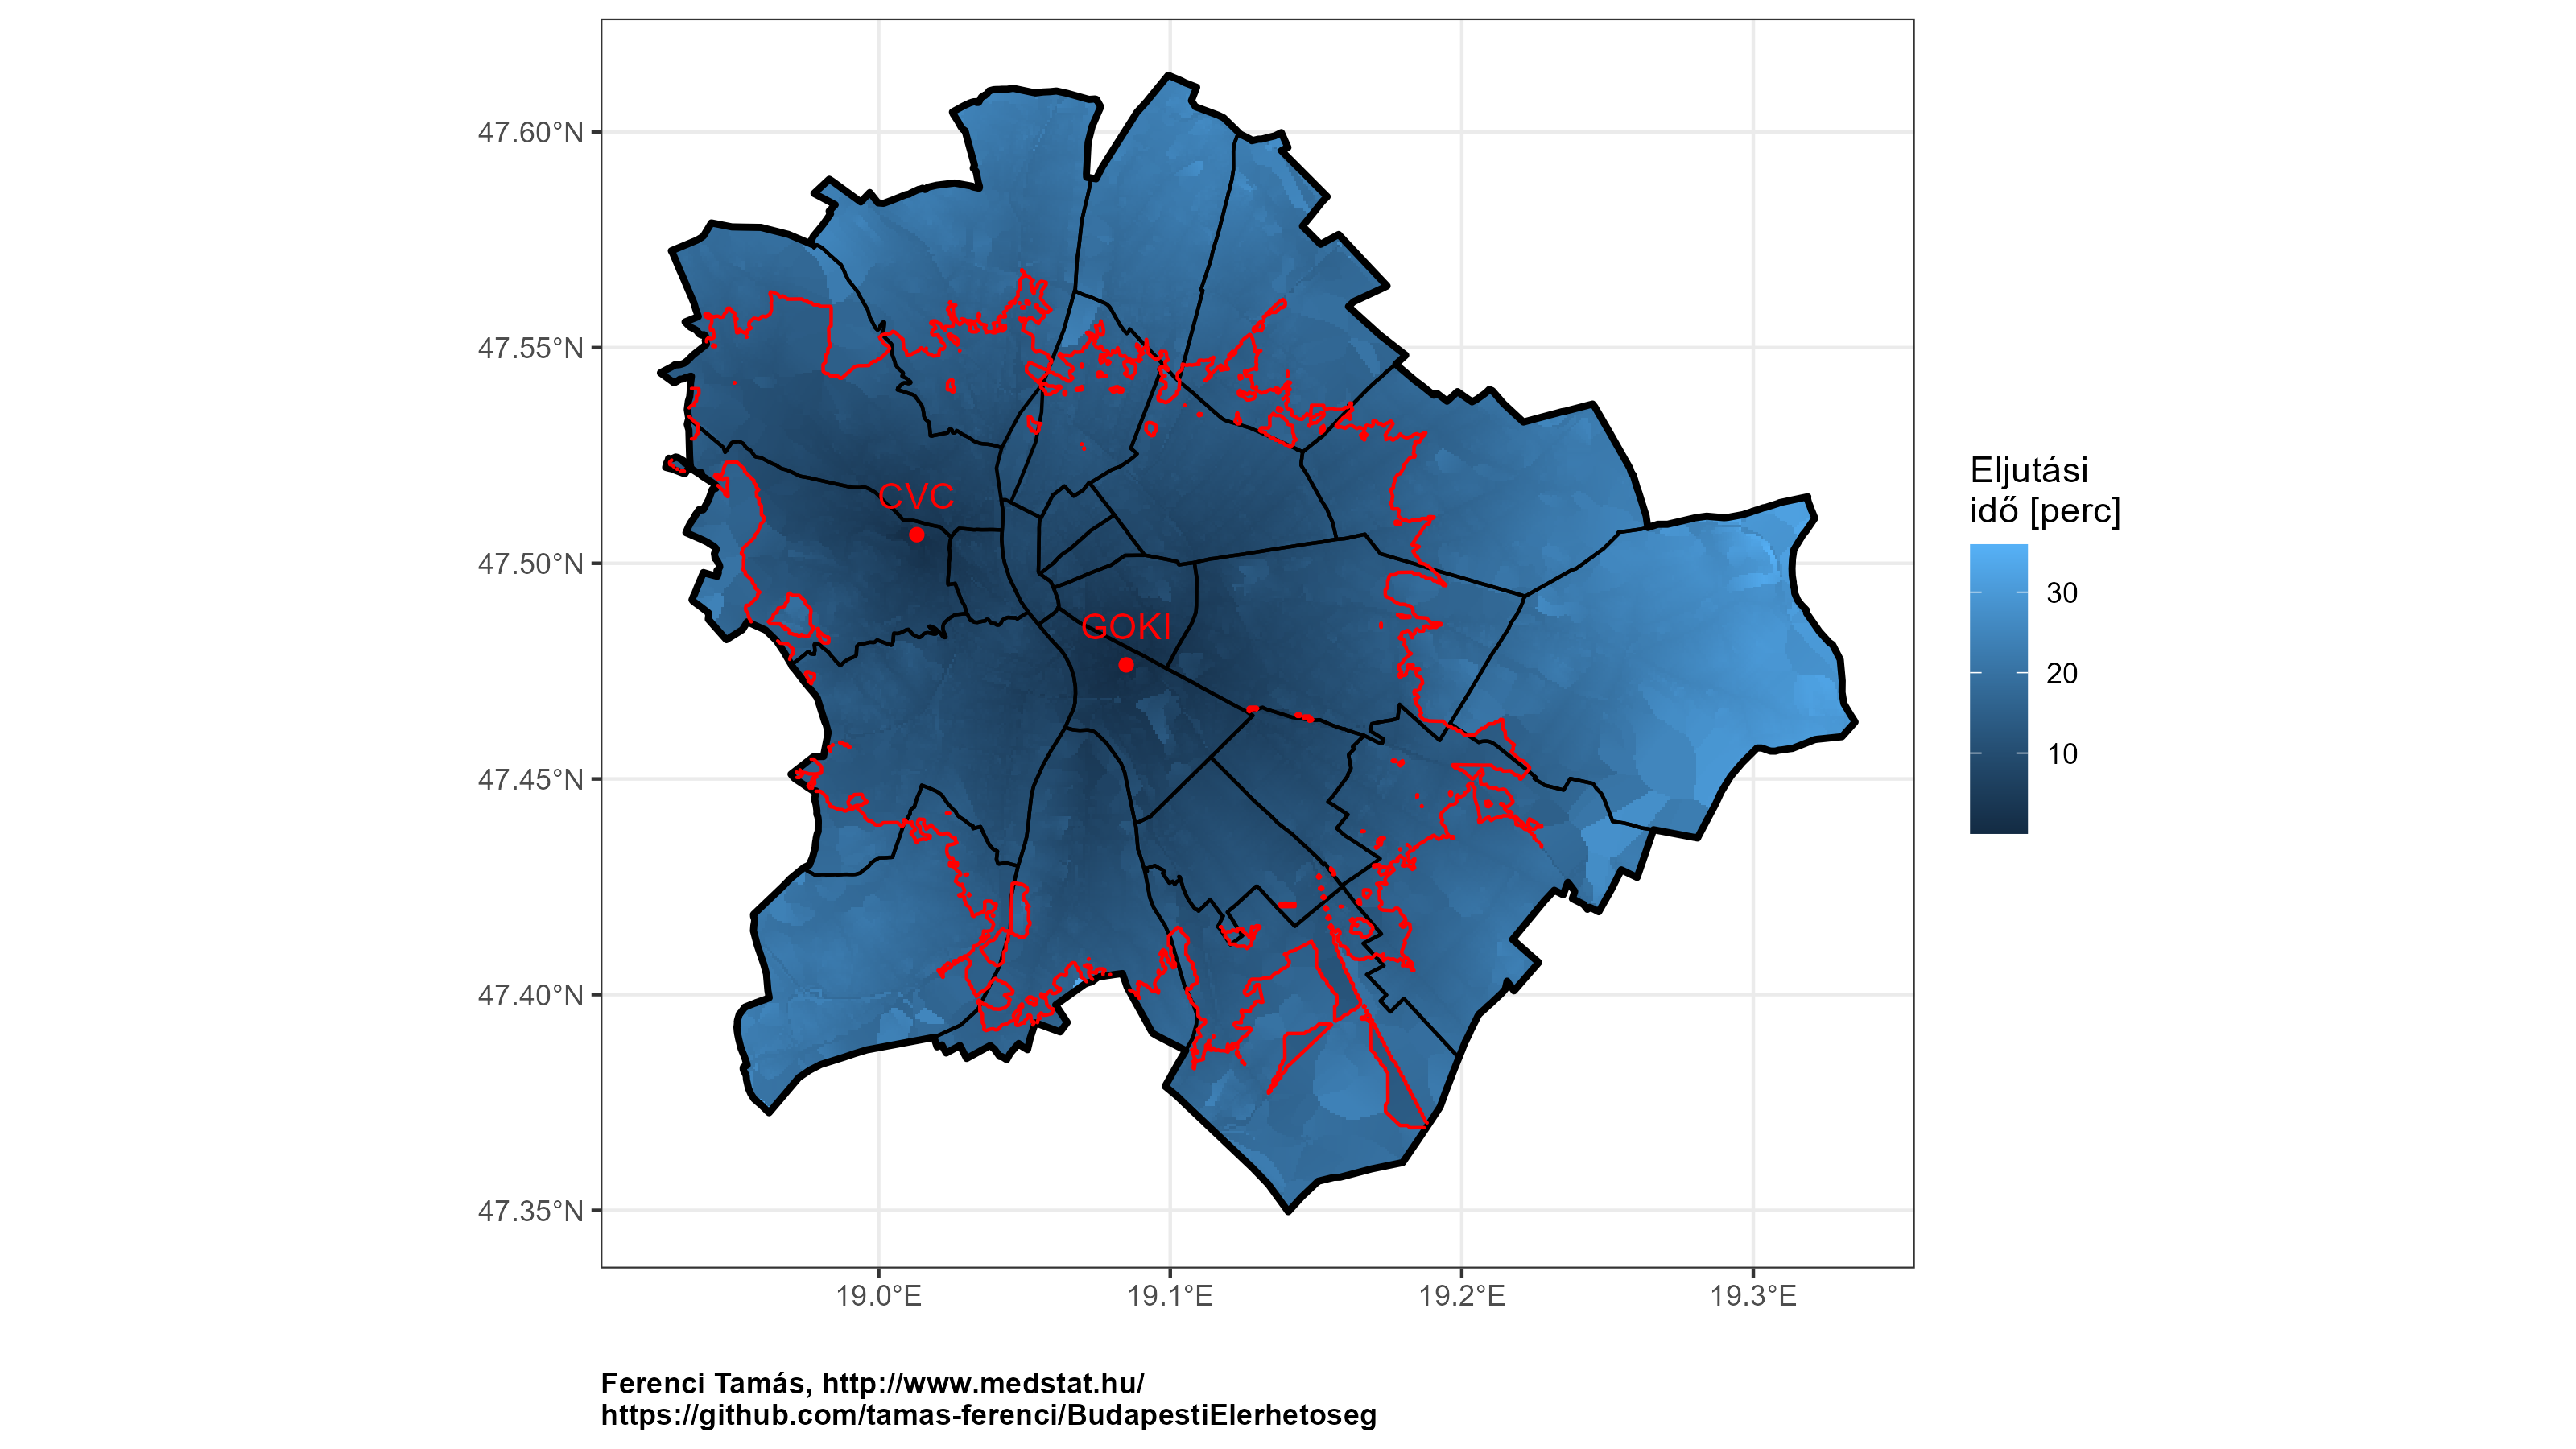 47.60°N
47.55°N
47.50°N
47.45°N
47.40°N
47.35°N
CVC
GOKI
19.0°E
19.1°E
19.2°E
19.3°E
Eljutási
idő [perc]
30
20
10
Ferenci Tamás, http://www.medstat.hu/
https://github.com/tamas-ferenci/BudapestiElerhetoseg